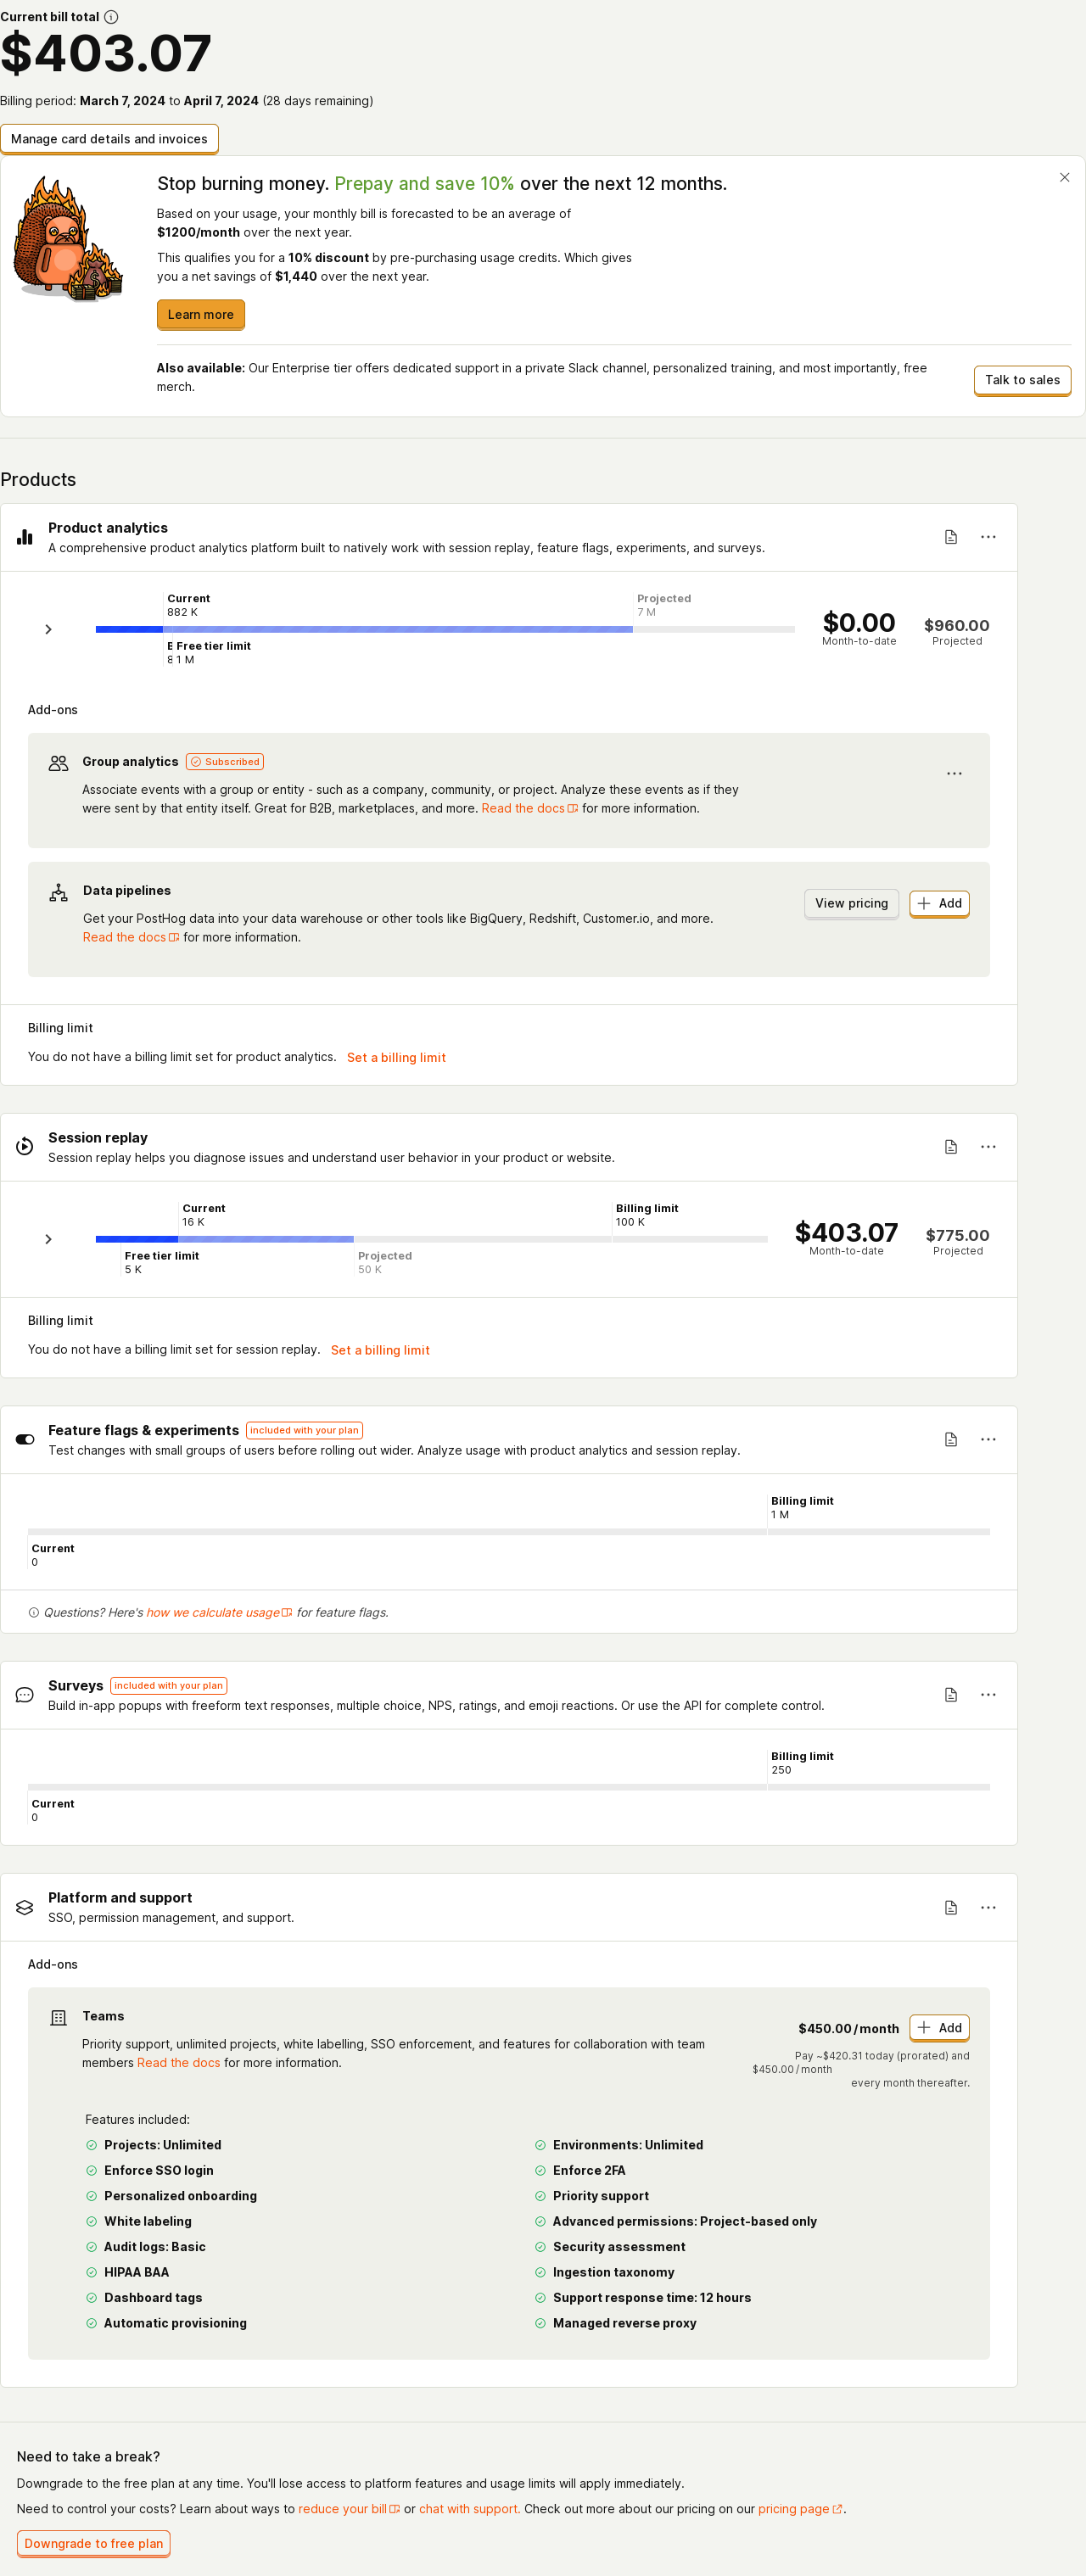 Current bill total
$403.07
Billing period: March 7, 2024 to April 7, 2024 (28 days remaining)
Manage card details and invoices
Stop burning money. Prepay and save 10% over the next 12 months.
Based on your usage, your monthly bill is forecasted to be an average of
$1200/month over the next year.
This qualifies you for a 10% discount by pre-purchasing usage credits. Which gives
you a net savings of $1,440 over the next year.
Learn more
Also available: Our Enterprise tier offers dedicated support in a private Slack channel, personalized training, and most importantly, free
merch.
Talk to sales
Products
Product analytics
A comprehensive product analytics platform built to natively work with session replay, feature flags, experiments, and surveys.
Current
882 K
Projected
7 M
Free tier limit
1 M
$0.00
Month-to-date
$960.00
Projected
Add-ons
Group analytics
Subscribed
Associate events with a group or entity - such as a company, community, or project. Analyze these events as if they
were sent by that entity itself. Great for B2B, marketplaces, and more. Read the docs for more information.
Data pipelines
Get your PostHog data into your data warehouse or other tools like BigQuery, Redshift, Customer.io, and more.
Read the docs for more information.
View pricing
Add
Billing limit
You do not have a billing limit set for product analytics. Set a billing limit
Session replay
Session replay helps you diagnose issues and understand user behavior in your product or website.
Current
16 K
Billing limit
100 K
Free tier limit
5 K
Projected
50 K
$403.07
Month-to-date
$775.00
Projected
Billing limit
You do not have a billing limit set for session replay. Set a billing limit
Feature flags & experiments
included with your plan
Test changes with small groups of users before rolling out wider. Analyze usage with product analytics and session replay.
Billing limit
1 M
Current
0
Questions? Here's how we calculate usage for feature flags.
Surveys
included with your plan
Build in-app popups with freeform text responses, multiple choice, NPS, ratings, and emoji reactions. Or use the API for complete control.
Billing limit
250
Current
0
Platform and support
SSO, permission management, and support.
Add-ons
Teams
Priority support, unlimited projects, white labelling, SSO enforcement, and features for collaboration with team
members Read the docs for more information.
$450.00/month
Add
Pay ~$420.31 today (prorated) and
$450.00/month
every month thereafter.
Features included:
Projects: Unlimited
Environments: Unlimited
Enforce SSO login
Enforce 2FA
Personalized onboarding
Priority support
White labeling
Advanced permissions: Project-based only
Audit logs: Basic
Security assessment
HIPAA BAA
Ingestion taxonomy
Dashboard tags
Support response time: 12 hours
Automatic provisioning
Managed reverse proxy
Need to take a break?
Downgrade to the free plan at any time. You'll lose access to platform features and usage limits will apply immediately.
Need to control your costs? Learn about ways to reduce your bill or chat with support. Check out more about our pricing on our pricing page.
Downgrade to free plan